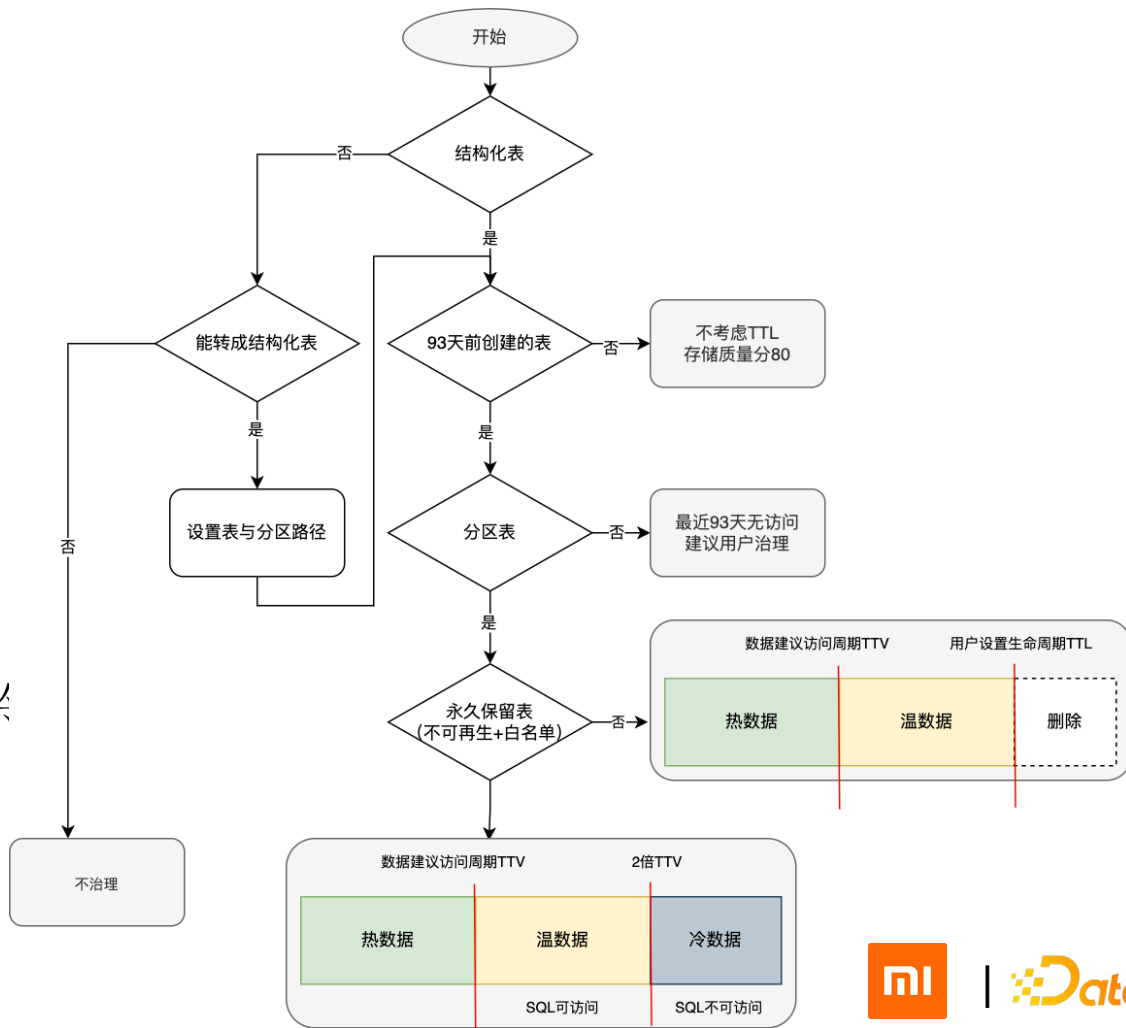 开始
结构化表
否
是
能转成结构化表
93天前创建的表
否
不考虑TTL
存储质量分80
是
是
设置表与分区路径
分区表
否
最近93天无访问
建议用户治理
否
是
数据建议访问周期TTV
用户设置生命周期TTL
永久保留表
(不可再生+白名单)
否
热数据
温数据
删除
不治理
数据建议访问周期TTV
2倍TTV
热数据
温数据
冷数据
SQL可访问
SQL不可访问
mi
|